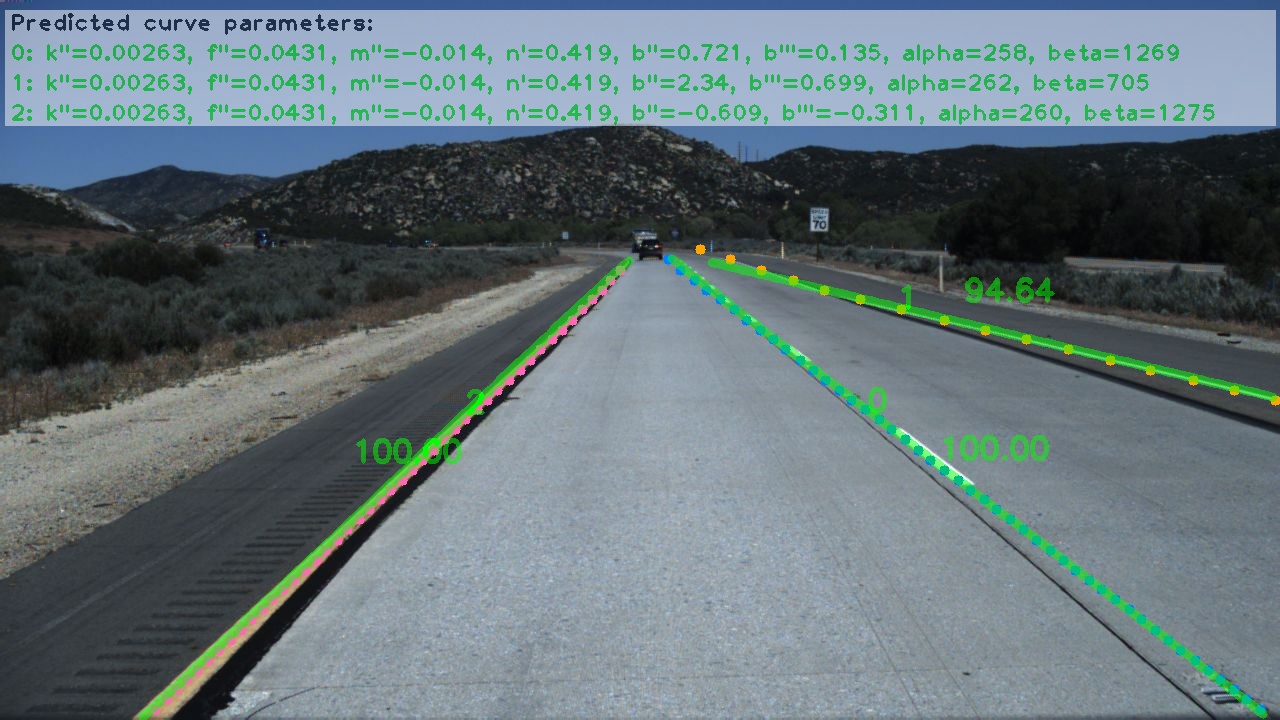 Predicted curve parameters:
0: k''=0.00263, f''=0.0431, m''=−0.014, n'=0.419, b''=0.721, b'''=0.135, alpha=258, beta=1269
1: k''=0.00263, f''=0.0431, m''=−0.014, n'=0.419, b''=2.34, b'''=0.699, alpha=262, beta=705
2: k''=0.00263, f''=0.0431, m''=−0.014, n'=0.419, b''=−0.609, b'''=−0.311, alpha=260, beta=1275
SPEED
LIMIT
70
1 94.64
2 0
100.00 100.00